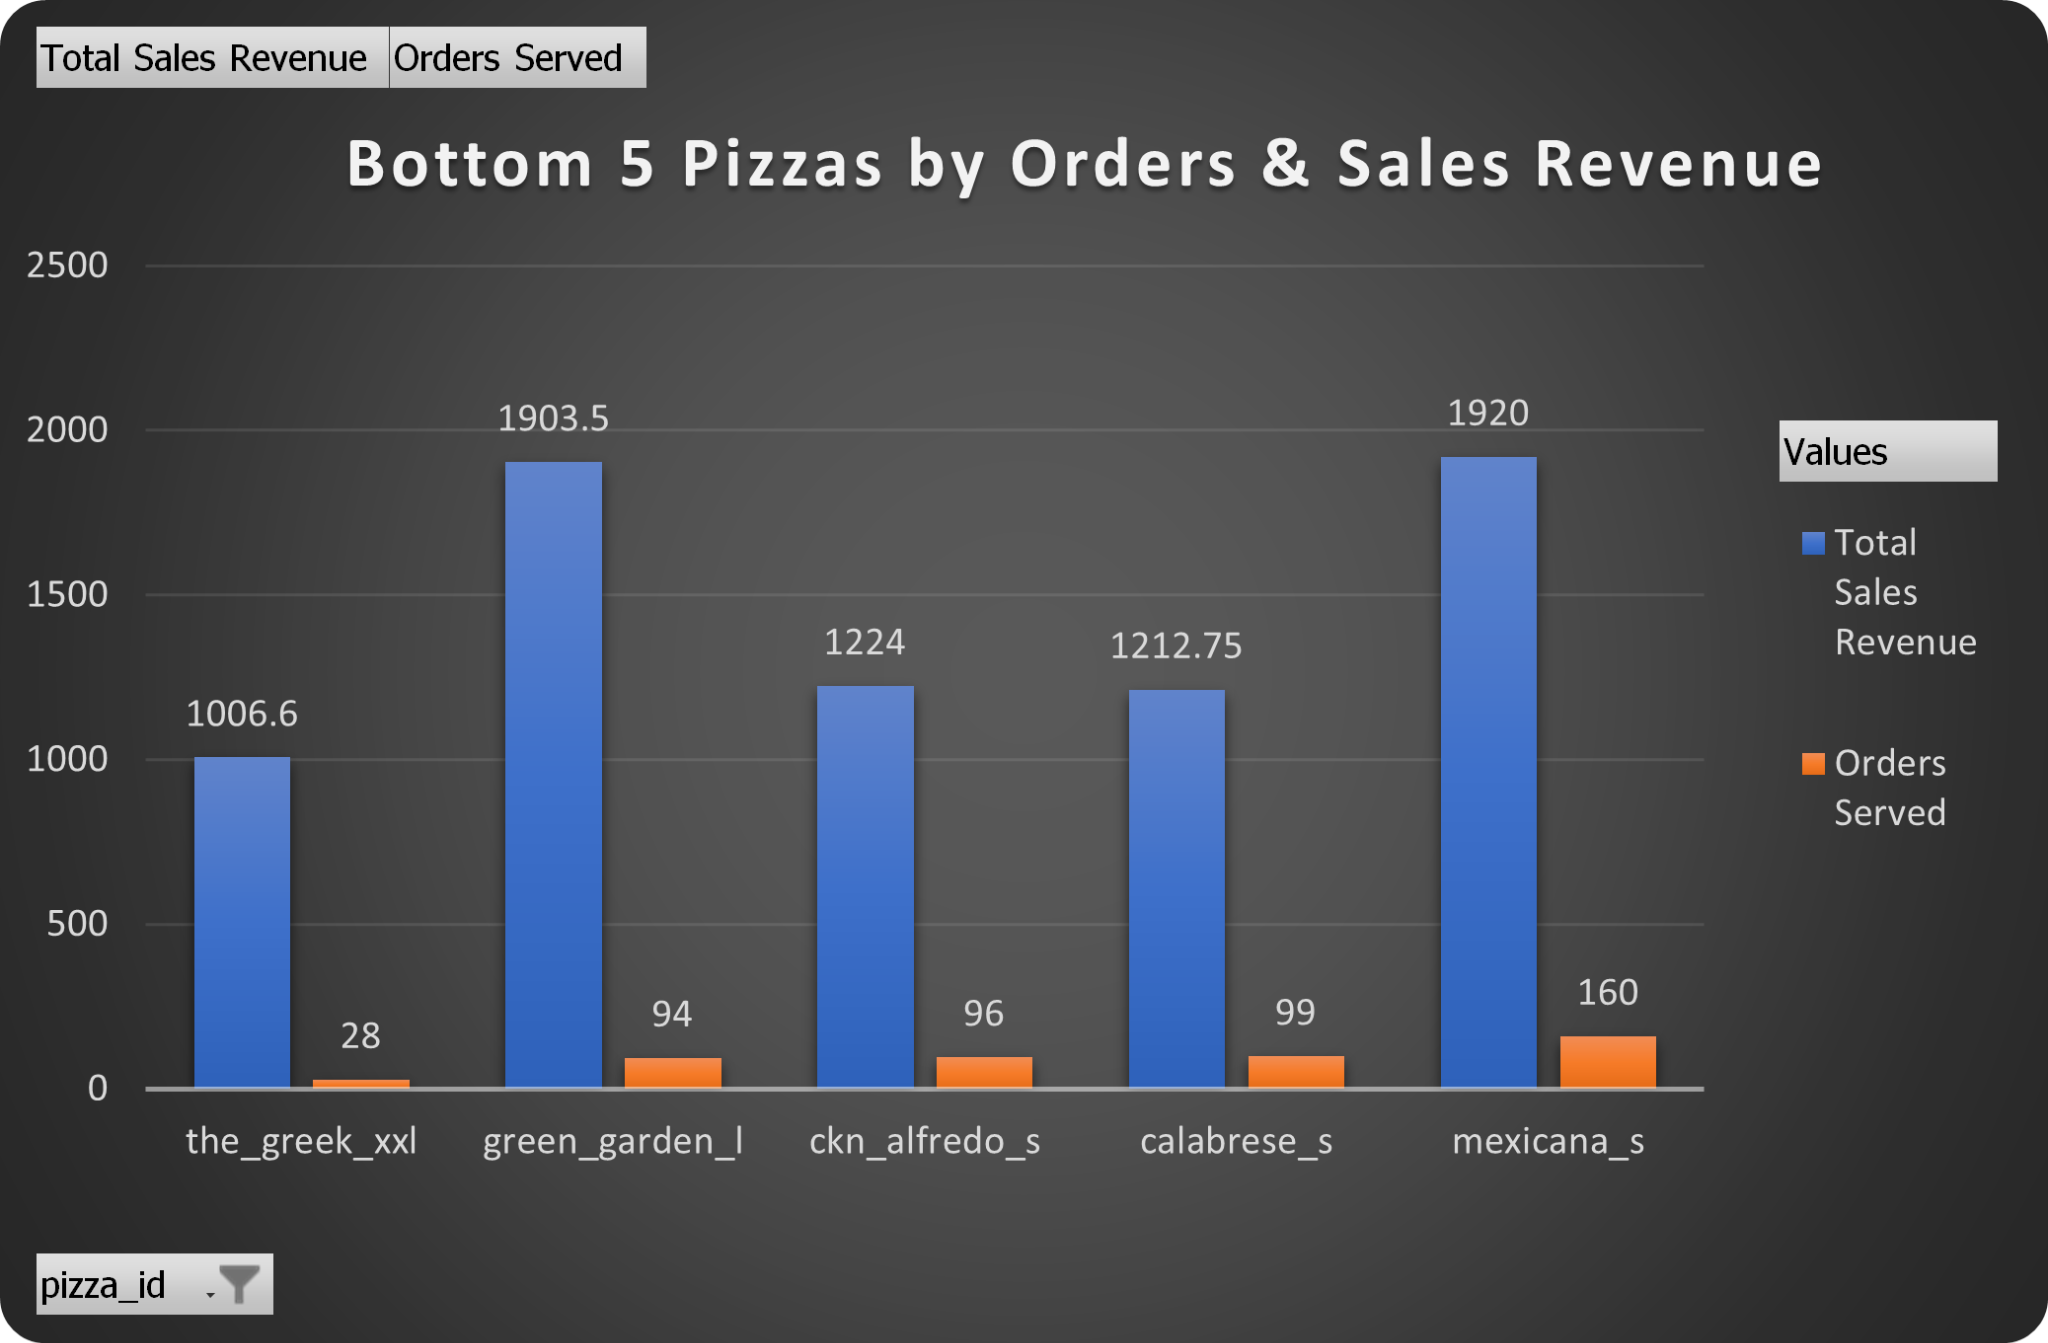 Total Sales Revenue Orders Served
Bottom 5 Pizzas by Orders & Sales Revenue
2500
2000
1500
1000
500
0
1006.6
28
1903.5
94
1224
96
1212.75
99
1920
160
the_greek_xxl green_garden_l ckn_alfredo_s calabrese_s mexicana_s
Values
Total
Sales
Revenue
Orders
Served
pizza_id